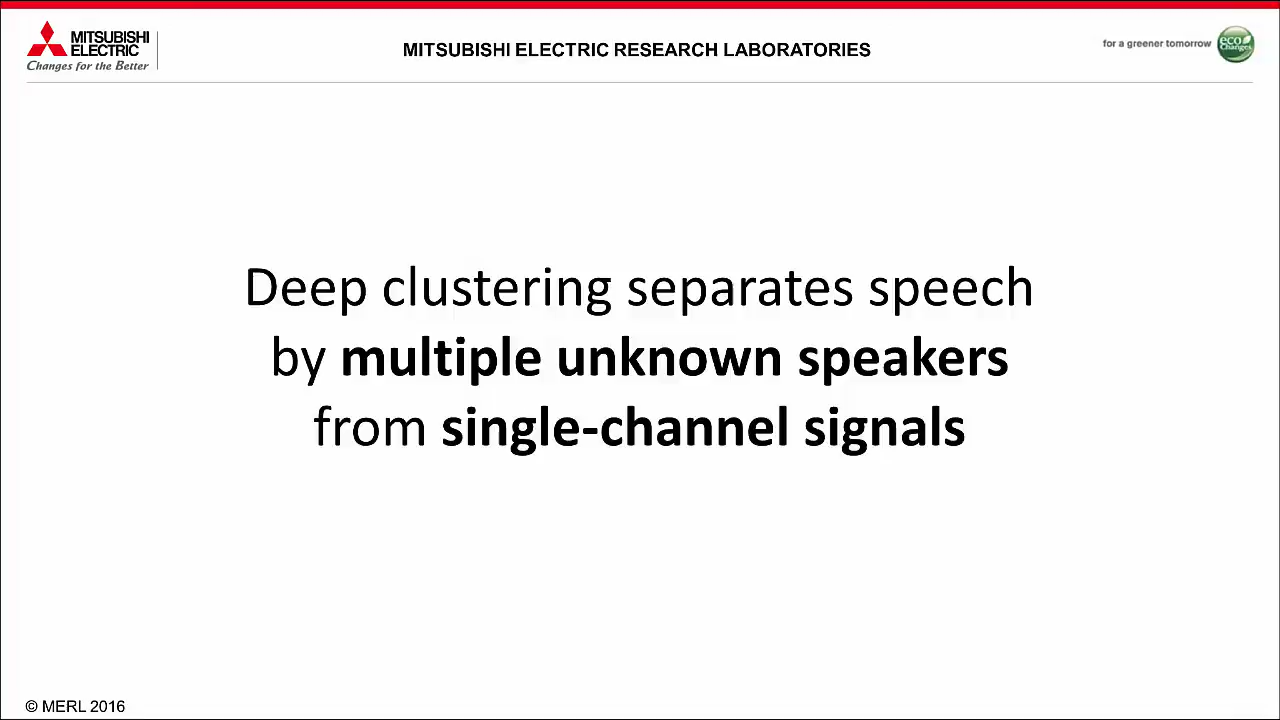 MITSUBISHI
ELECTRIC
Changes for the Better
MITSUBISHI ELECTRIC RESEARCH LABORATORIES
for a greener tomorrow
eco
Changes
Deep clustering separates speech
by multiple unknown speakers
from single-channel signals
© MERL 2016